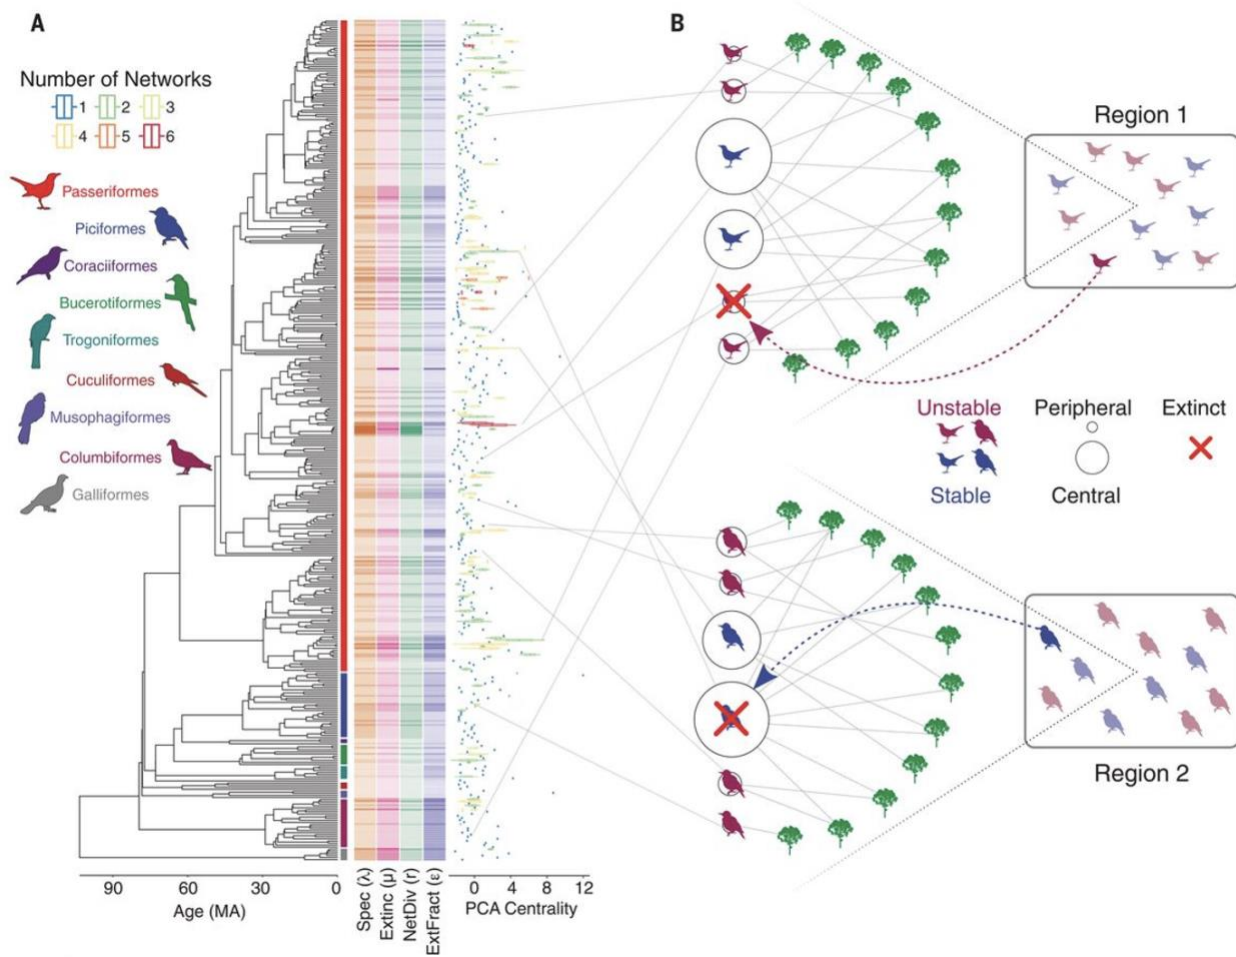 A
Number of Networks
1 2 3
4 5 6
Passeriformes
Piciformes
Coraciiformes
Bucerotiformes
Trogoniformes
Cuculiformes
Musophagiformes
Columbiformes
Galliformes
90 60 30 0
Age (MA)
Spec (λ)
Extinc (μ)
NetDiv (r)
ExtFract (ε)
0 4 8 12
PCA Centrality
B
Region 1
Unstable Peripheral Extinct
Stable Central
Region 2